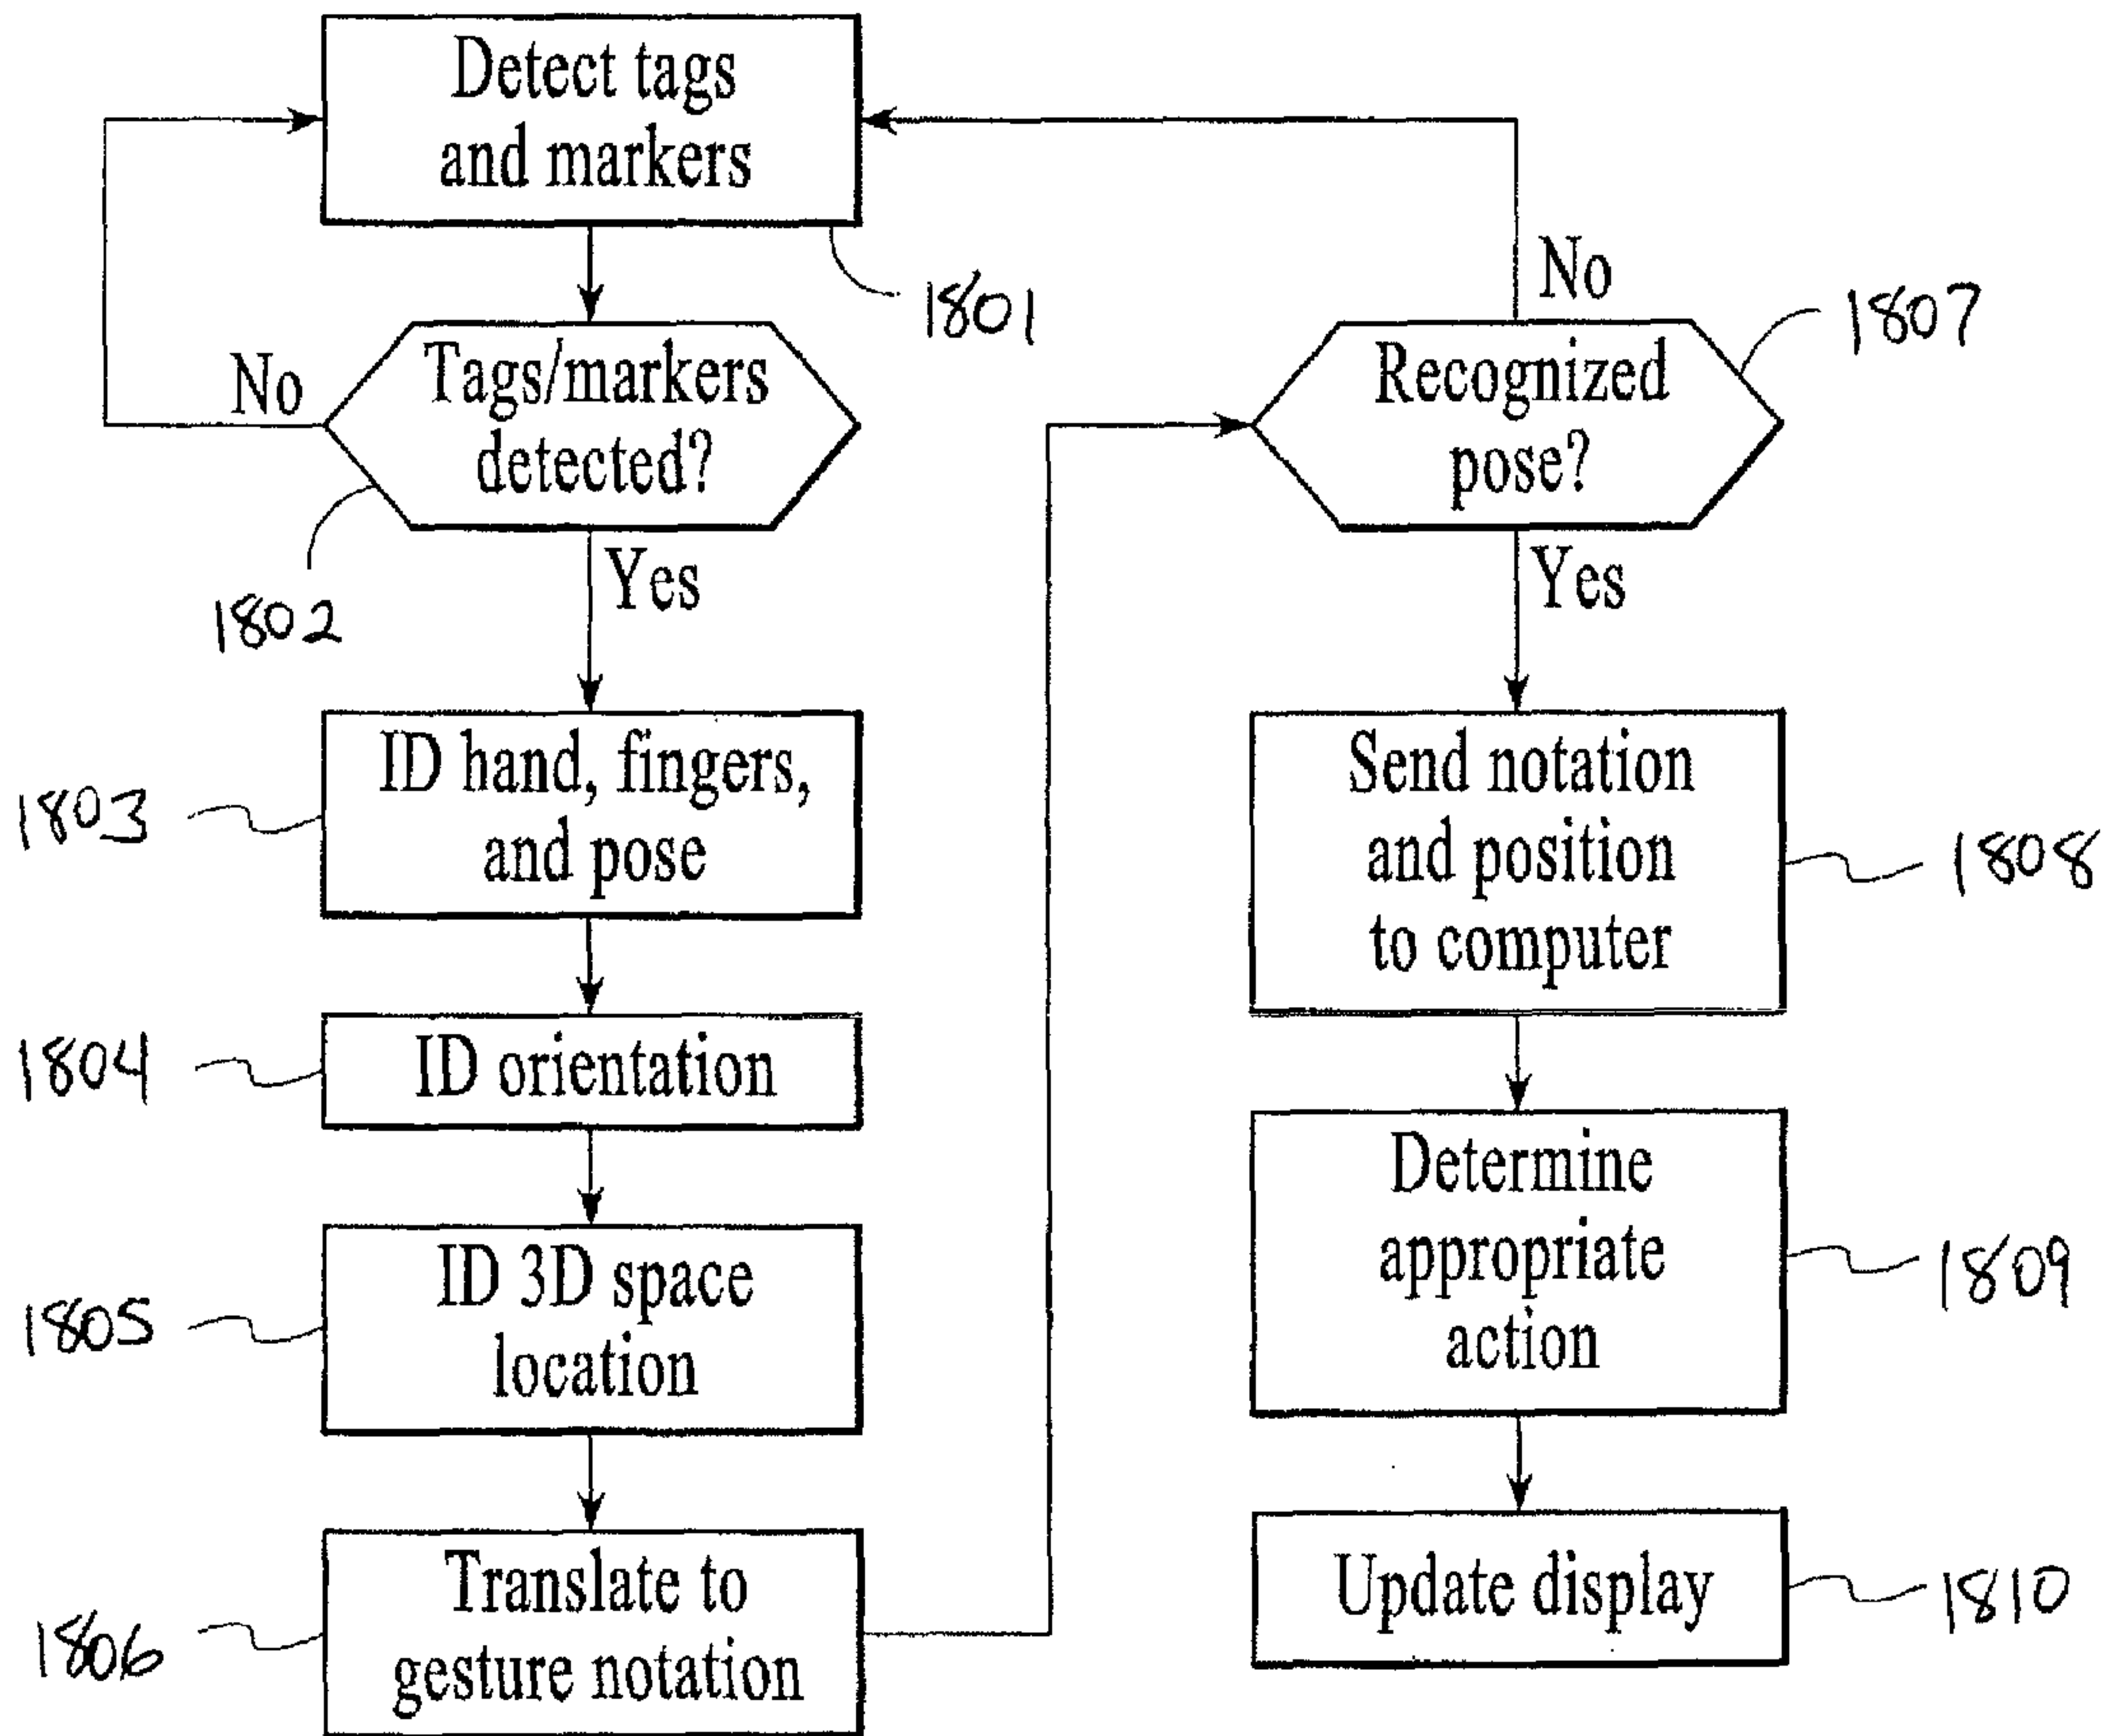 Detect tags
and markers
1801
No
Tags/markers
detected?
1802
Yes
ID hand, fingers,
and pose
1803
ID orientation
1804
ID 3D space
location
1805
Translate to
gesture notation
1806
No
Recognized
pose?
1807
Yes
Send notation
and position
to computer
1808
Determine
appropriate
action
1809
Update display
1810